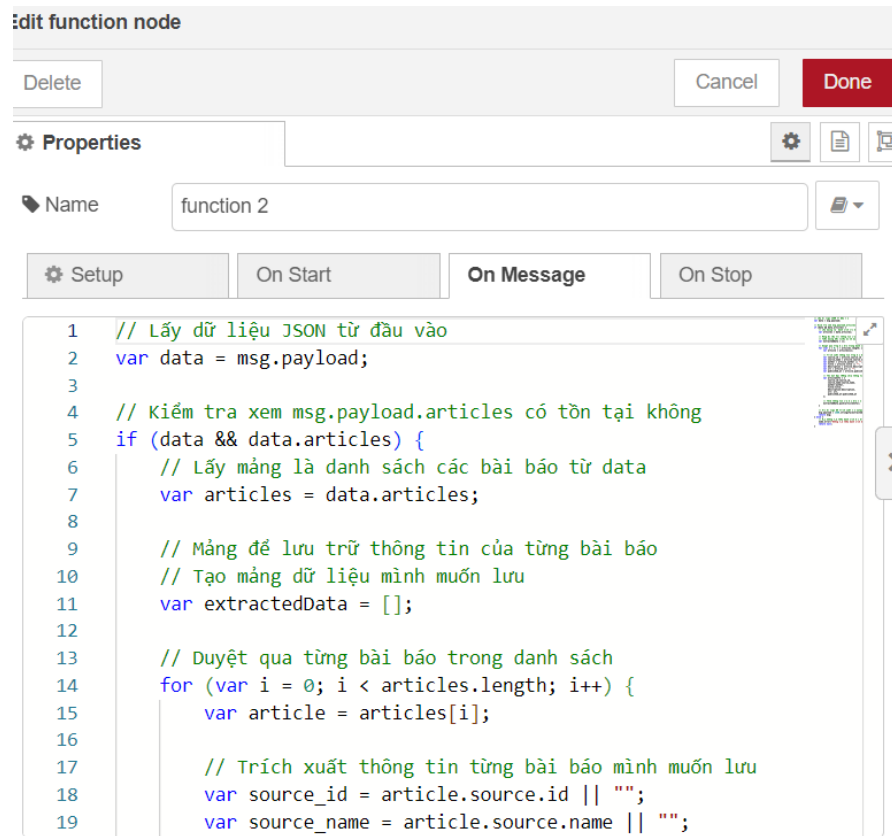 Edit function node
Delete
Cancel
Done
Properties
Name
function 2
Setup
On Start
On Message
On Stop
1 // Lấy dữ liệu JSON từ đầu vào
2 var data = msg.payload;
3
4 // Kiểm tra xem msg.payload.articles có tồn tại không
5 if (data && data.articles) {
6 // Lấy mảng là danh sách các bài báo từ data
7 var articles = data.articles;
8
9 // Mảng để lưu trữ thông tin của từng bài báo
10 // Tạo mảng dữ liệu mình muốn lưu
11 var extractedData = [];
12
13 // Duyệt qua từng bài báo trong danh sách
14 for (var i = 0; i < articles.length; i++) {
15 var article = articles[i];
16
17 // Trích xuất thông tin từng bài báo mình muốn lưu
18 var source_id = article.source.id || "";
19 var source_name = article.source.name || "";